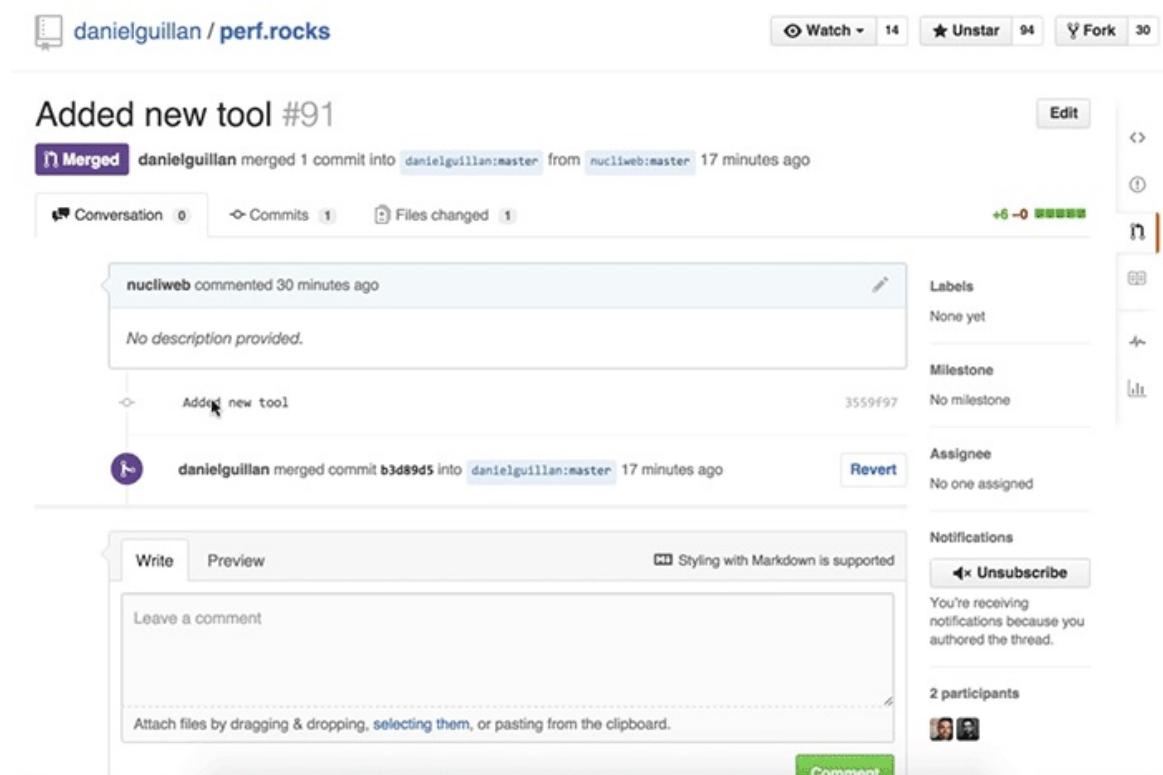 danielguillan / perf.rocks
Watch 14 Unstar 94 Fork 30
Added new tool #91
Edit
Merged danielguillan merged 1 commit into danielguillan:master from nucliweb:master 17 minutes ago
Conversation 0 Commits 1 Files changed 1
+6 −0
nucliweb commented 30 minutes ago
No description provided.
Added new tool 3559f97
danielguillan merged commit b3d89d5 into danielguillan:master 17 minutes ago Revert
Labels
None yet
Milestone
No milestone
Assignee
No one assigned
Notifications
Unsubscribe
You're receiving
notifications because you
authored the thread.
2 participants
Write Preview Styling with Markdown is supported
Leave a comment
Attach files by dragging & dropping, selecting them, or pasting from the clipboard.
Comment